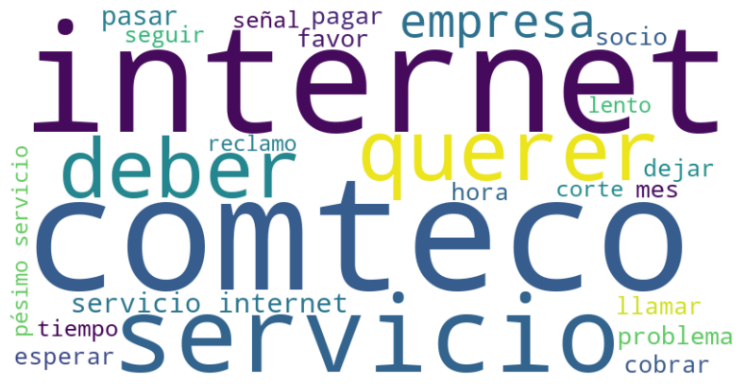 pasar señal pagar empresa
seguir favor socio
internet
lento
reclamo
deber querer dejar
hora corte mes
comteco
pésimo servicio
servicio internet llamar
tiempo servicio problema
esperar cobrar